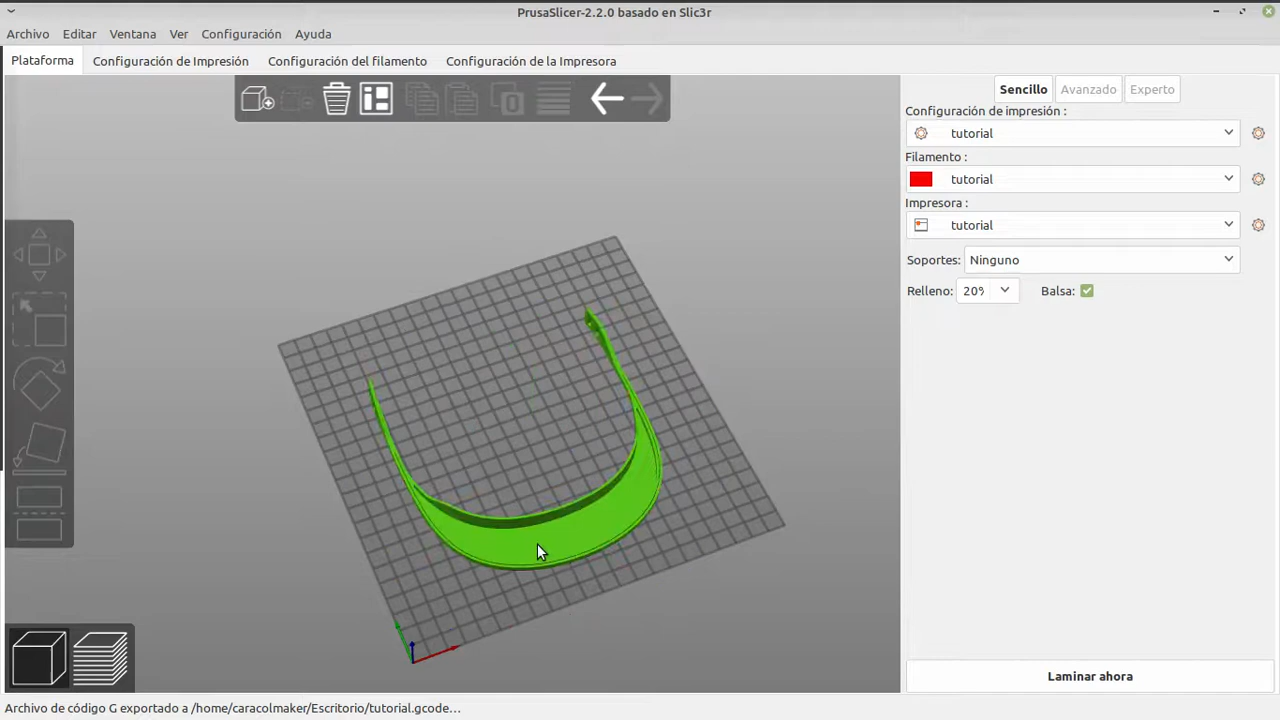 PrusaSlicer-2.2.0 basado en Slic3r
Archivo Editar Ventana Ver Configuración Ayuda
Plataforma Configuración de Impresión Configuración del filamento Configuración de la Impresora
Sencillo Avanzado Experto
Configuración de impresión :
tutorial
Filamento :
tutorial
Impresora :
tutorial
Soportes: Ninguno
Relleno: 20% Balsa:
Laminar ahora
Archivo de código G exportado a /home/caracolmaker/Escritorio/tutorial.gcode...